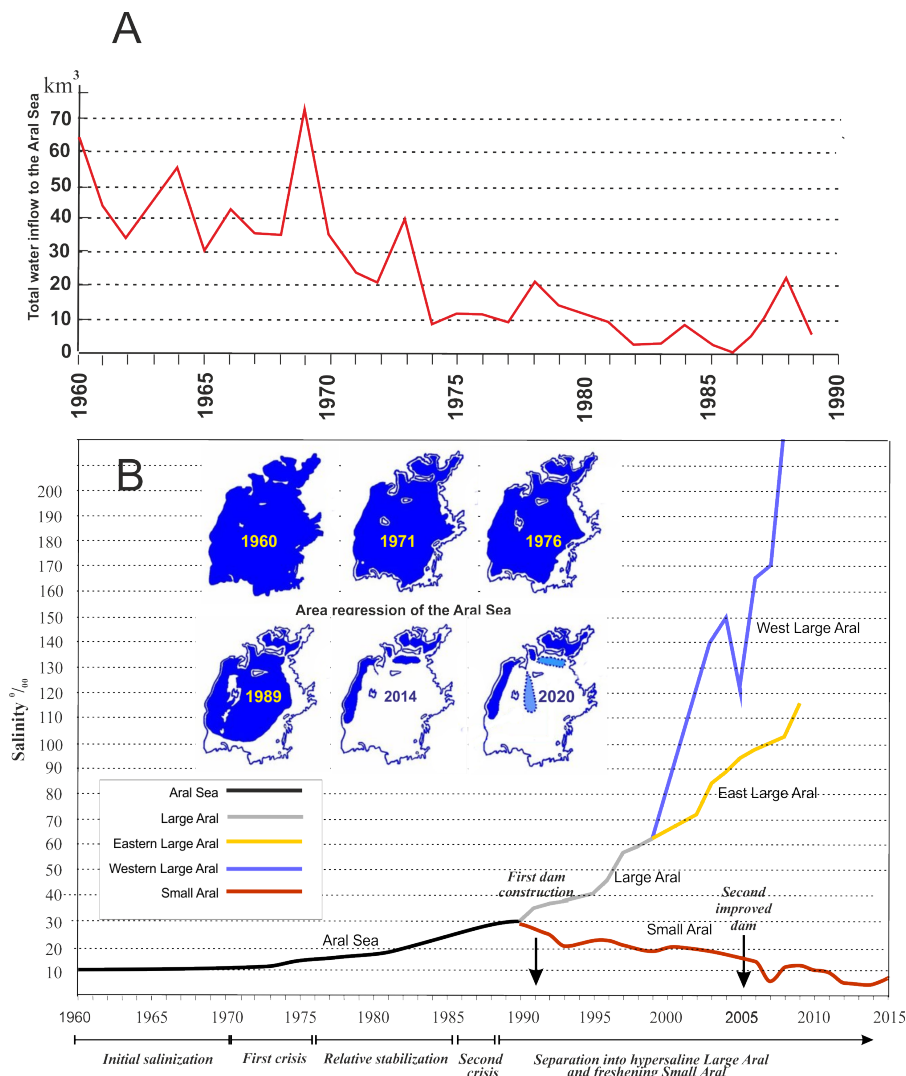 A
km³
Total water inflow to the Aral Sea
70
60
50
40
30
20
10
0
1960
1965
1970
1975
1980
1985
1990
B
Salinity ⁰/₀₀
200
190
180
170
160
150
140
130
120
110
100
90
80
70
60
50
40
30
20
10
1960
1971
1976
Area regression of the Aral Sea
1989
2014
2020
West Large Aral
East Large Aral
Aral Sea
Large Aral
Eastern Large Aral
Western Large Aral
Small Aral
First dam
construction
Large Aral
Second
improved
dam
Small Aral
Aral Sea
1960
1965
1970
1975
1980
1985
1990
1995
2000
2005
2010
2015
Initial salinization
First crisis
Relative stabilization
Second
crisis
Separation into hypersaline Large Aral
and freshening Small Aral